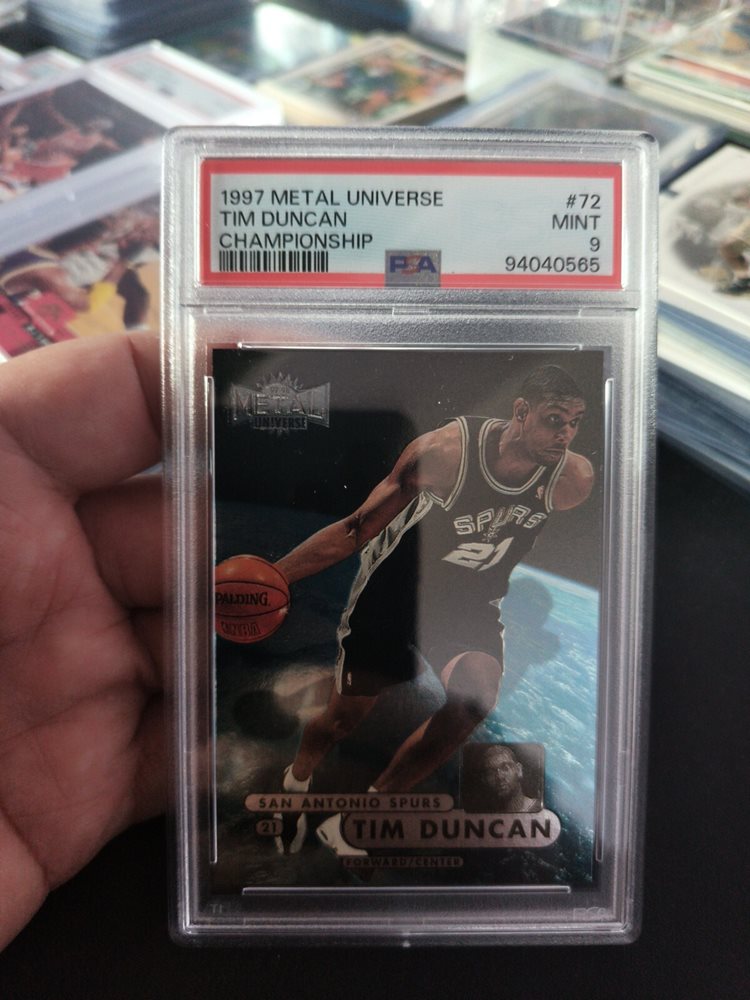 1997 METAL UNIVERSE #72
TIM DUNCAN MINT
CHAMPIONSHIP 9
PSA 94040565
METAL
UNIVERSE
SPURS
21
SPALDING
NBA
SAN ANTONIO SPURS
21 TIM DUNCAN
FORWARD/CENTER